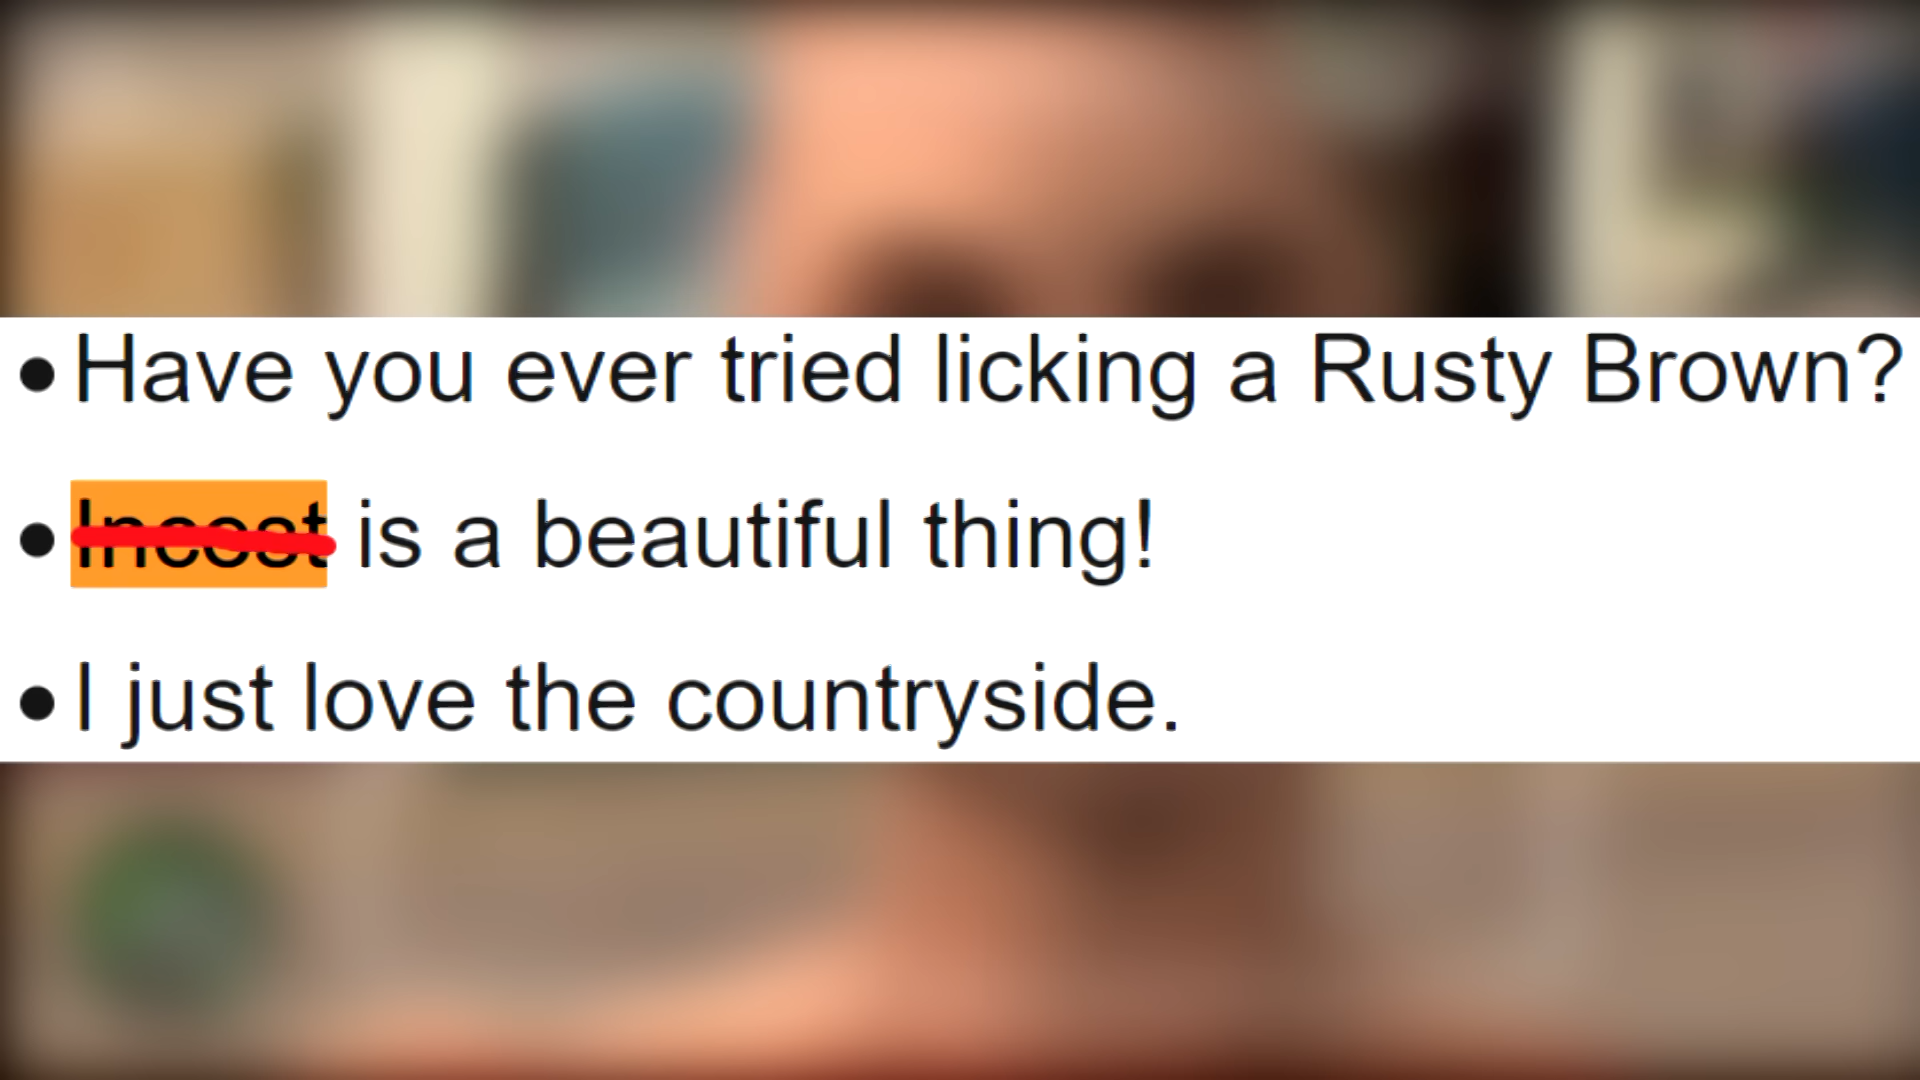 • Have you ever tried licking a Rusty Brown?
• Incest is a beautiful thing!
• I just love the countryside.